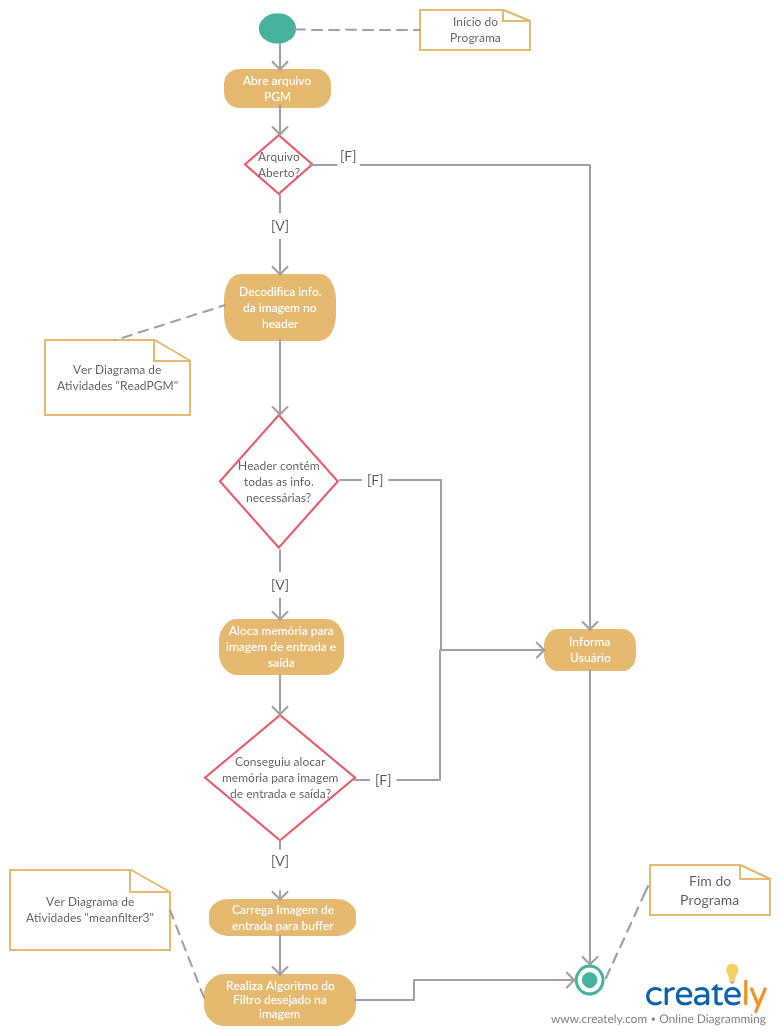 Início do
Programa
Abre arquivo
PGM
Arquivo
Aberto?
[F]
[V]
Decodifica info.
da imagem no
header
Ver Diagrama de
Atividades "ReadPGM"
Header contém
todas as info.
necessárias?
[F]
[V]
Aloca memória para
imagem de entrada e
saída
Informa
Usuário
Conseguiu alocar
memória para imagem
de entrada e saída?
[F]
[V]
Ver Diagrama de
Atividades "meanfilter3"
Carrega Imagem de
entrada para buffer
Fim do
Programa
Realiza Algoritmo do
Filtro desejado na
imagem
creately
www.creately.com • Online Diagramming